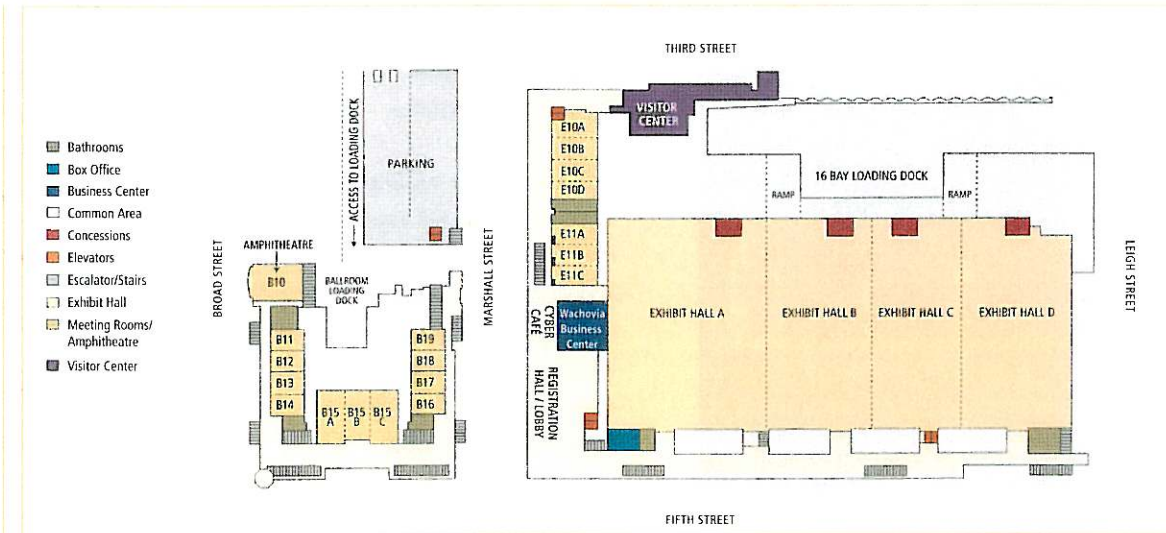 THIRD STREET
VISITOR
CENTER
E10A
E10B
E10C
E10D
E11A
E11B
E11C
PARKING
ACCESS TO LOADING DOCK
16 BAY LOADING DOCK
RAMP
RAMP
Bathrooms
Box Office
Business Center
Common Area
Concessions
Elevators
Escalator/Stairs
Exhibit Hall
Meeting Rooms/
Amphitheatre
Visitor Center
BROAD STREET
AMPHITHEATRE
B10
BALLROOM
LOADING
DOCK
MARSHALL STREET
B11
B12
B13
B14
B15
A
B15
B
B15
C
B19
B18
B17
B16
CYBER
CAFÉ
Wachovia
Business
Center
REGISTRATION
HALL / LOBBY
EXHIBIT HALL A
EXHIBIT HALL B
EXHIBIT HALL C
EXHIBIT HALL D
LEIGH STREET
FIFTH STREET